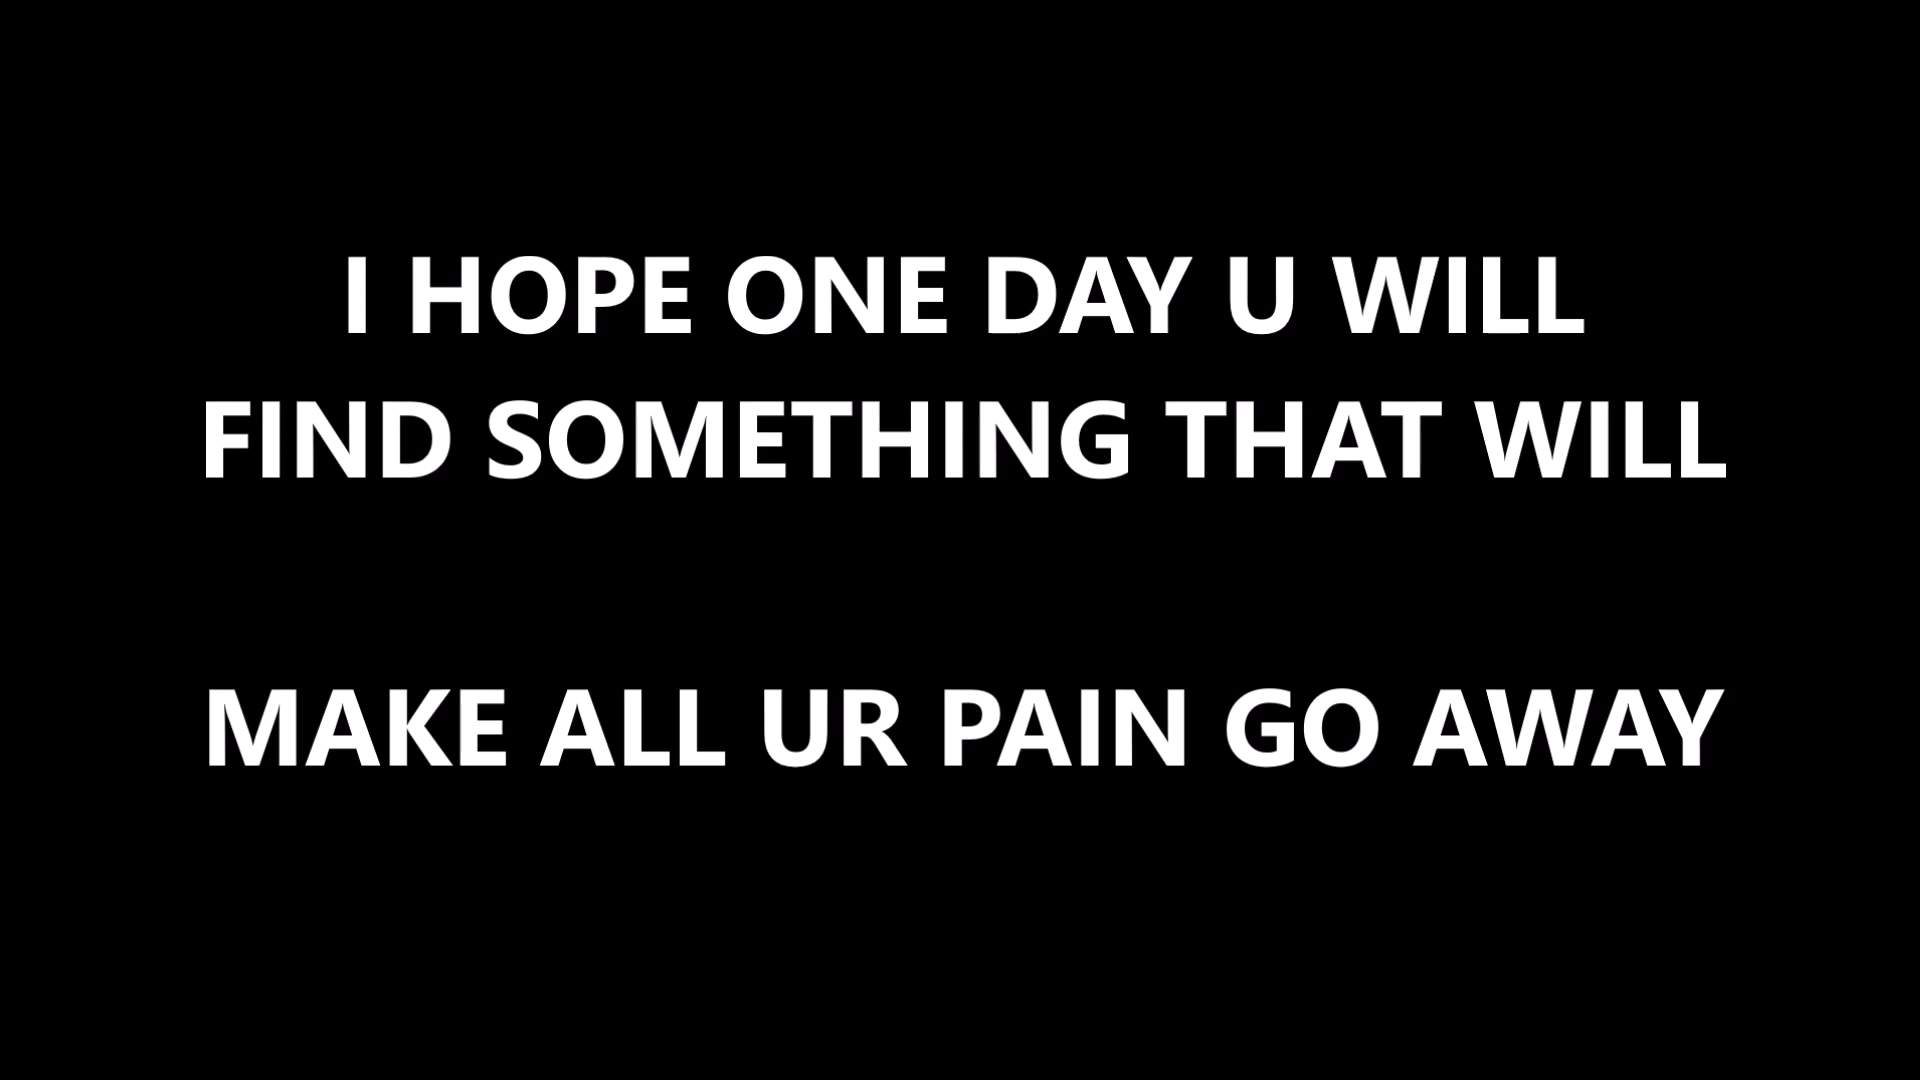 I HOPE ONE DAY U WILL
FIND SOMETHING THAT WILL
MAKE ALL UR PAIN GO AWAY